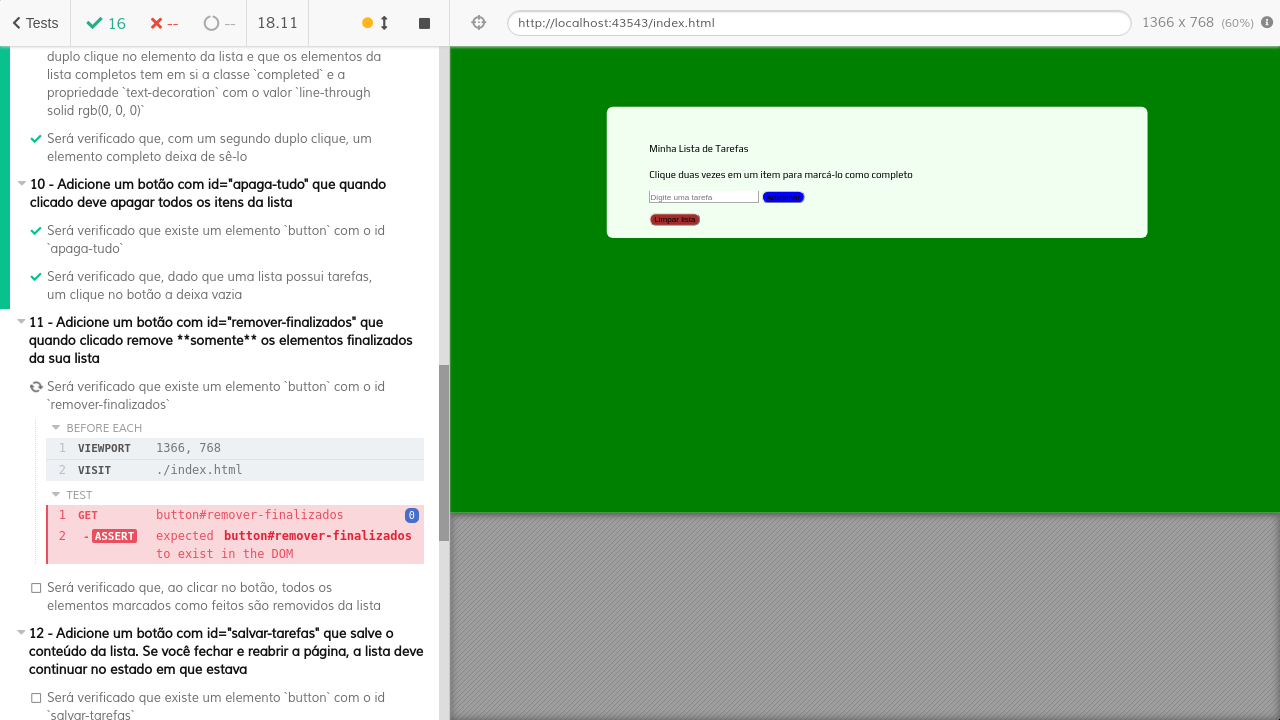 Tests
16
--
--
18.11
http://localhost:43543/index.html
1366 x 768 (60%)
duplo clique no elemento da lista e que os elementos da
lista completos tem em si a classe `completed` e a
propriedade `text-decoration` com o valor `line-through
solid rgb(0, 0, 0)`
Será verificado que, com um segundo duplo clique, um
elemento completo deixa de sê-lo
10 - Adicione um botão com id="apaga-tudo" que quando
clicado deve apagar todos os itens da lista
Será verificado que existe um elemento `button` com o id
`apaga-tudo`
Será verificado que, dado que uma lista possui tarefas,
um clique no botão a deixa vazia
11 - Adicione um botão com id="remover-finalizados" que
quando clicado remove **somente** os elementos finalizados
da sua lista
Será verificado que existe um elemento `button` com o id
`remover-finalizados`
BEFORE EACH
1 VIEWPORT 1366, 768
2 VISIT ./index.html
TEST
1 GET button#remover-finalizados 0
2 -ASSERT expected button#remover-finalizados
to exist in the DOM
Será verificado que, ao clicar no botão, todos os
elementos marcados como feitos são removidos da lista
12 - Adicione um botão com id="salvar-tarefas" que salve o
conteúdo da lista. Se você fechar e reabrir a página, a lista deve
continuar no estado em que estava
Será verificado que existe um elemento `button` com o id
`salvar-tarefas`
Minha Lista de Tarefas
Clique duas vezes em um item para marcá-lo como completo
Digite uma tarefa
Limpar lista